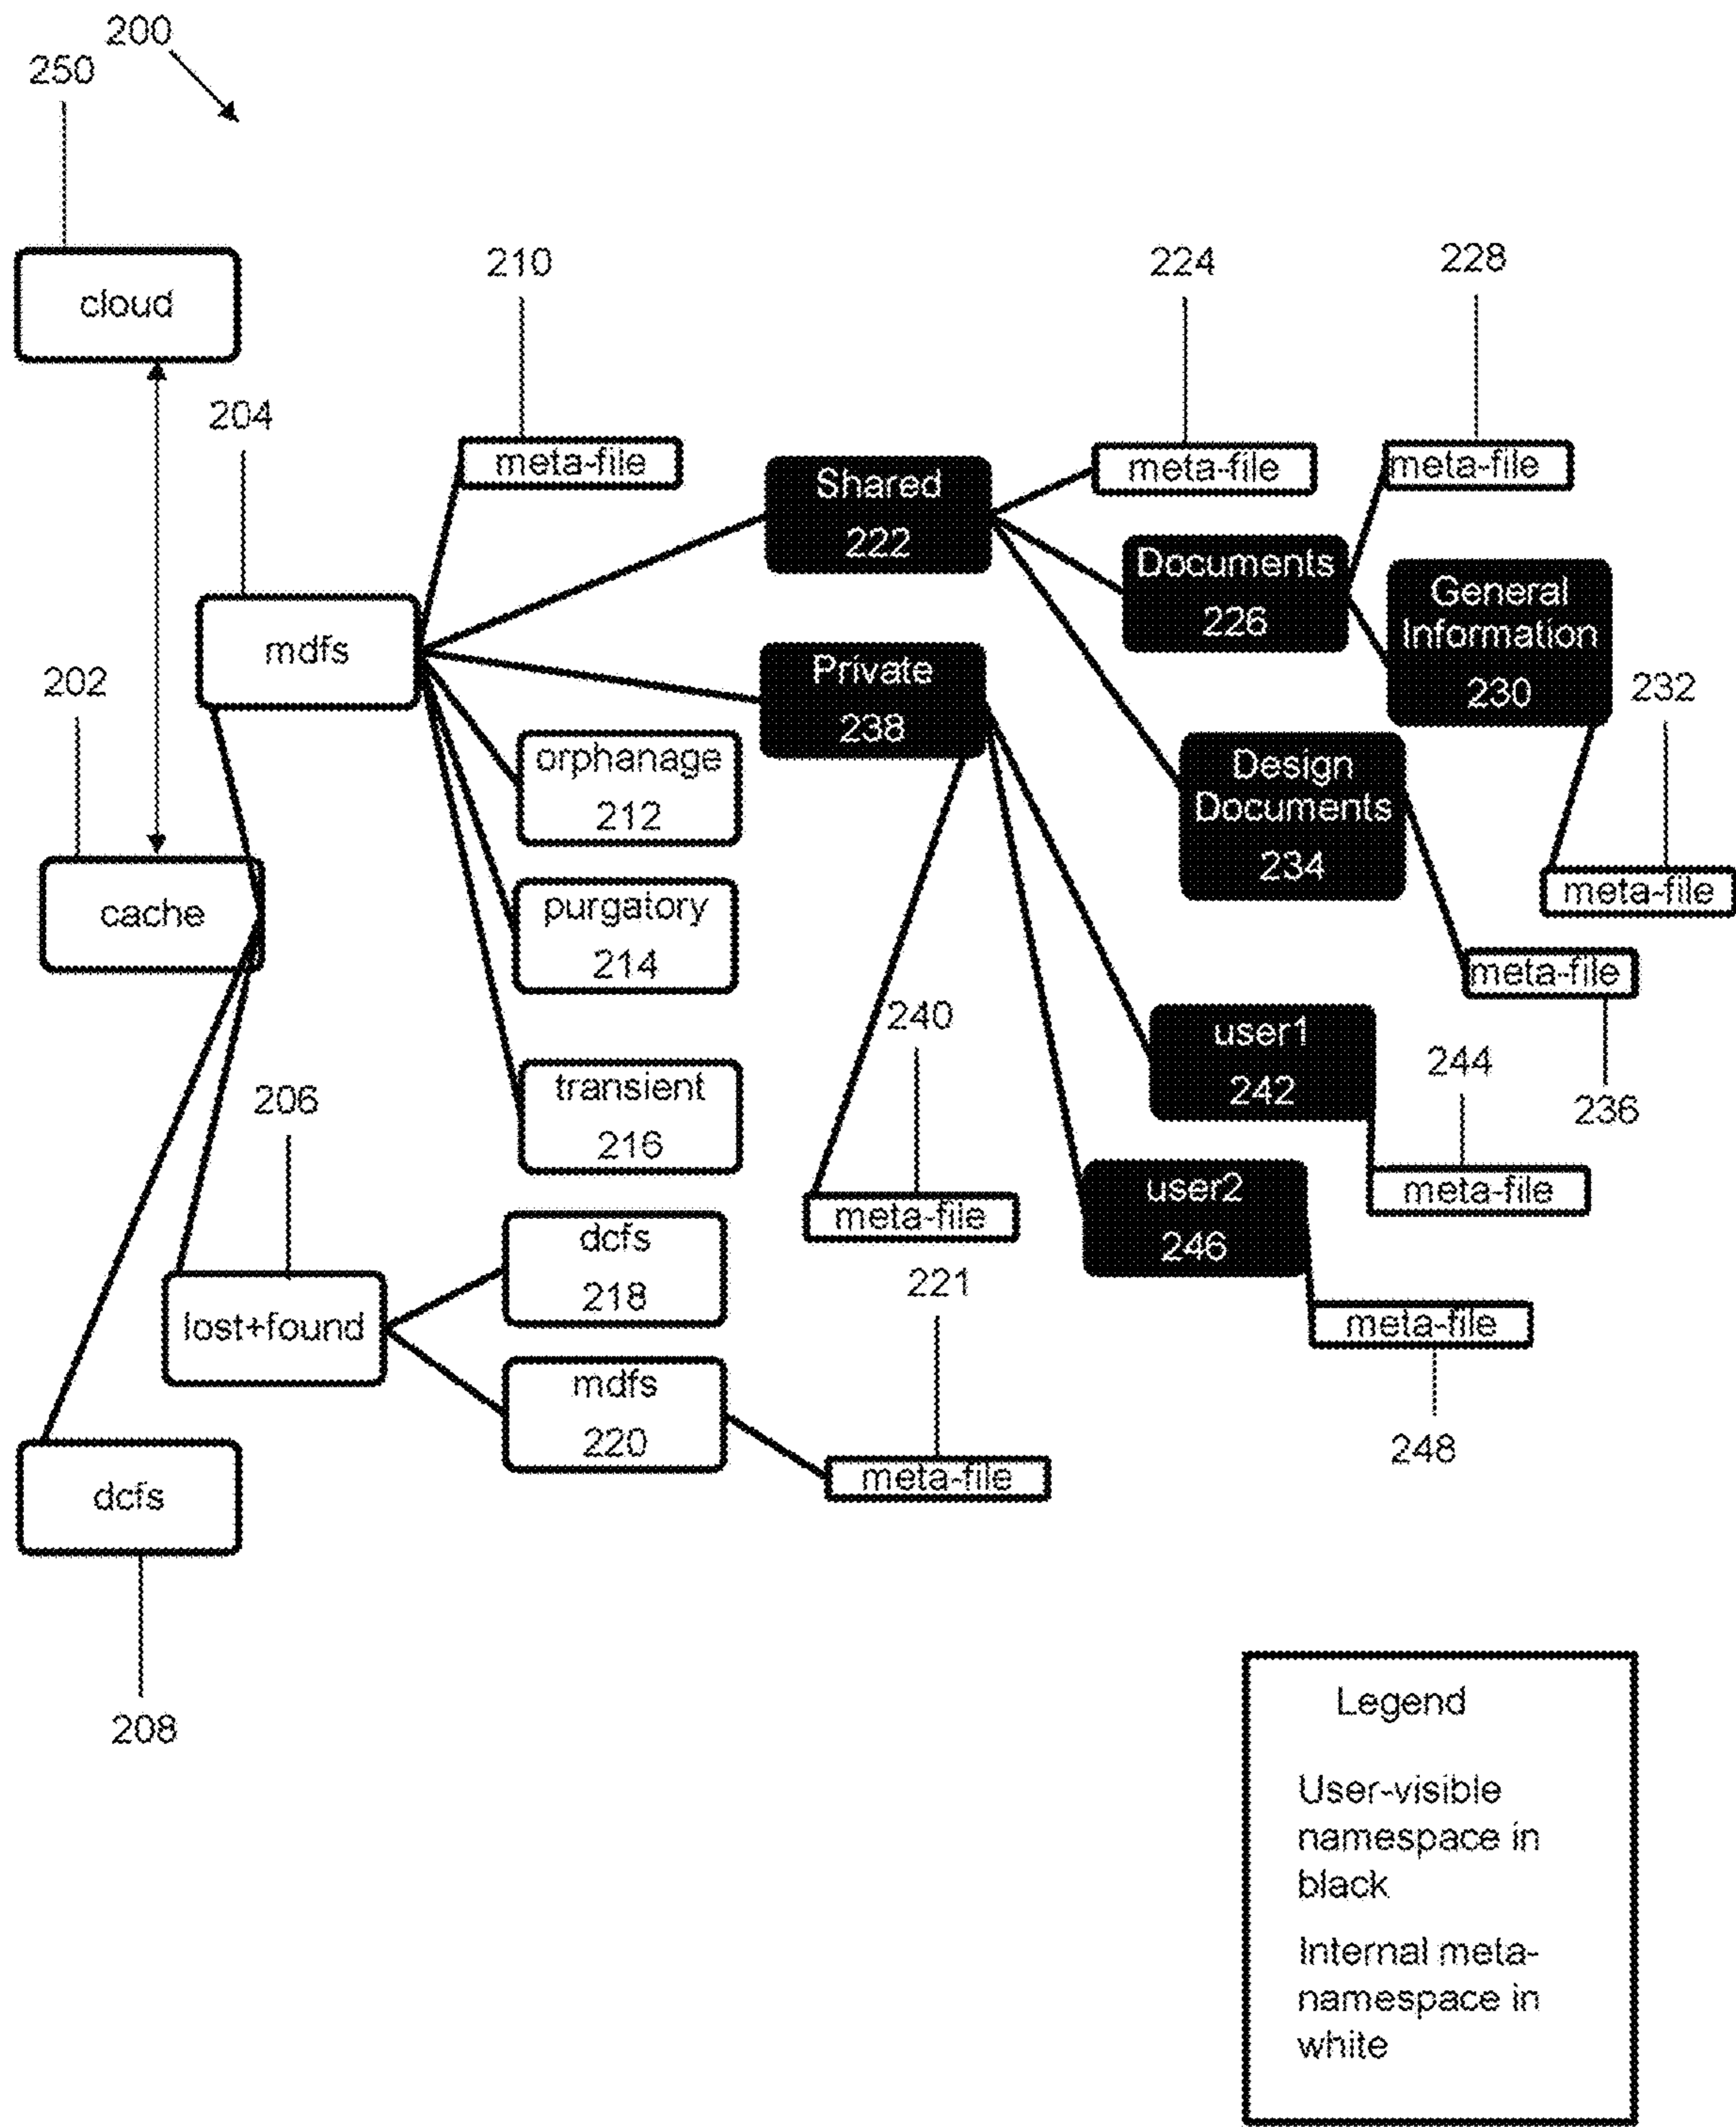 200
250
cloud
210
224
228
204
meta-file
Shared
222
meta-file
meta-file
Documents
226
General
Information
230
mdfs
Private
238
202
232
orphanage
212
Design
Documents
234
cache
meta-file
purgatory
214
meta-file
240
user1
242
244
236
transient
216
206
user2
246
meta-file
meta-file
dcfs
218
221
lost+found
meta-file
mdfs
220
248
meta-file
dcfs
208
Legend
User-visible
namespace in
black
Internal meta-
namespace in
white